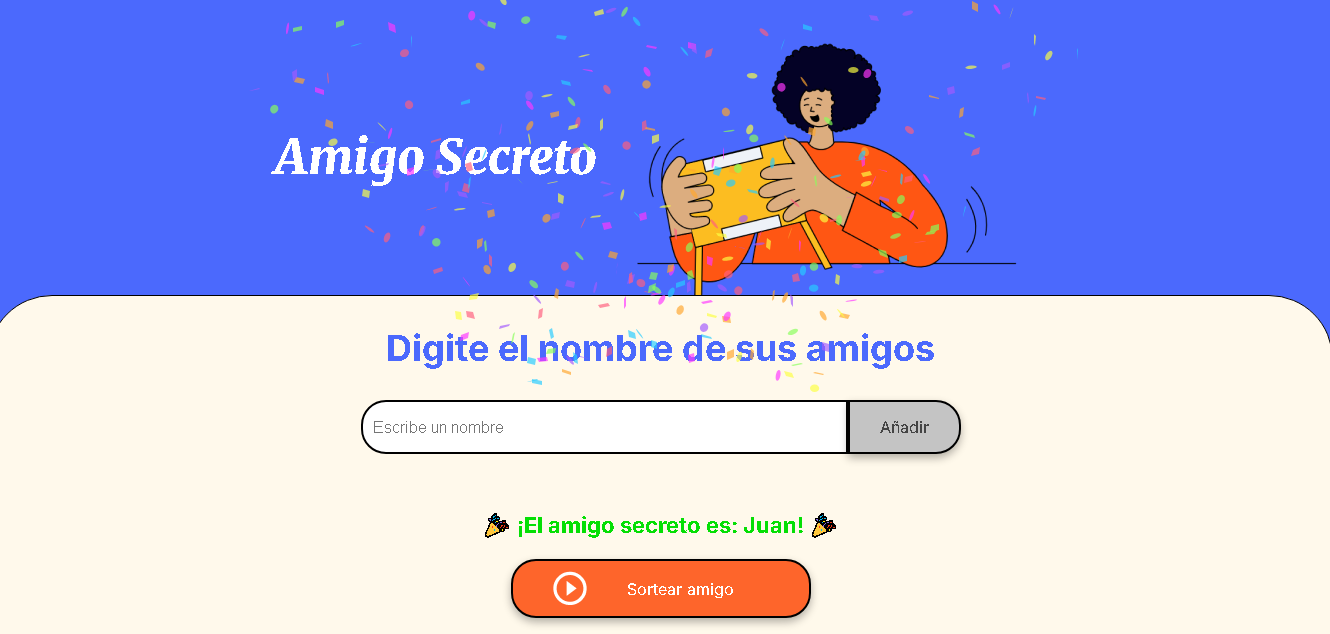 Amigo Secreto
Digite el nombre de sus amigos
Escribe un nombre
Añadir
🎉 ¡El amigo secreto es: Juan! 🎉
Sortear amigo